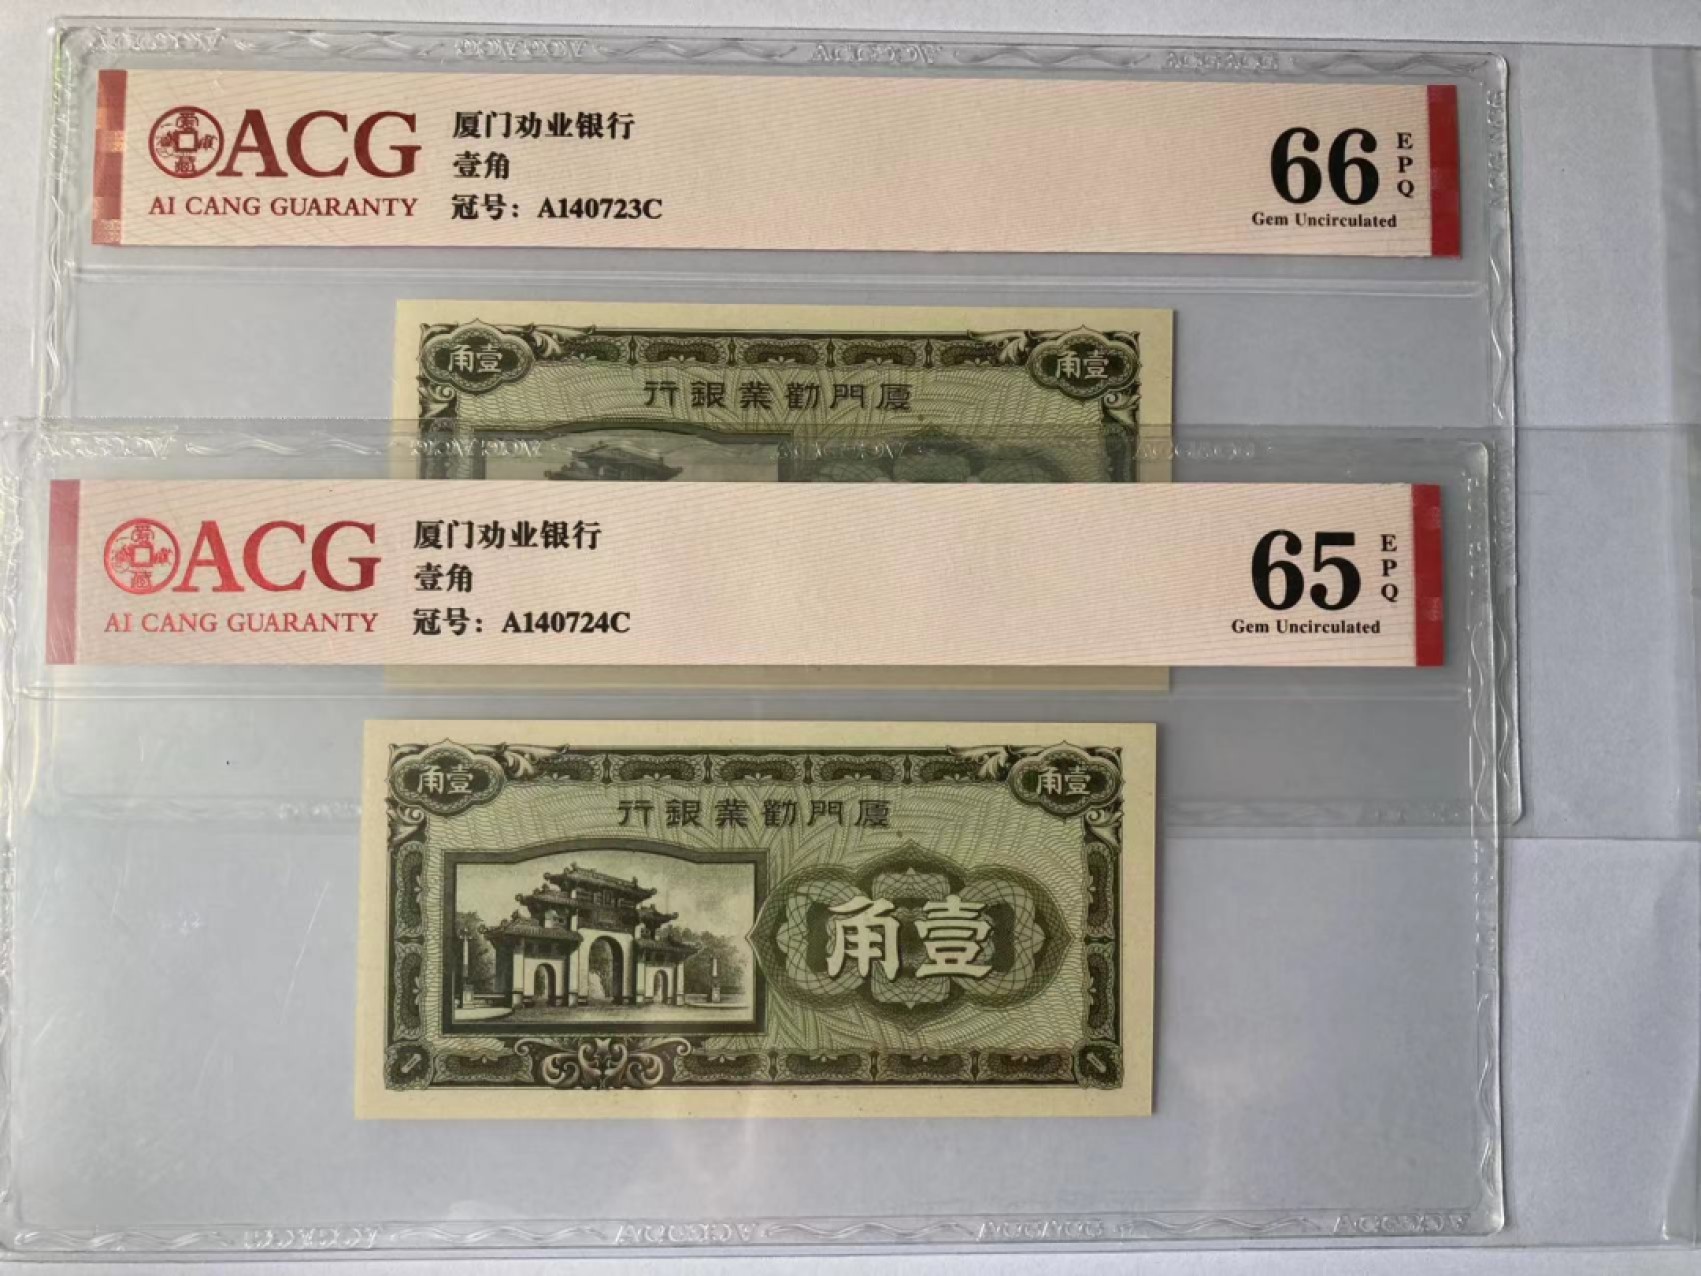 ACG
AI CANG GUARANTY
厦门劝业银行
壹角
冠号：A140723C
66
EPQ
Gem Uncirculated
角壹
角壹
行銀業勸門廈
ACG
AI CANG GUARANTY
厦门劝业银行
壹角
冠号：A140724C
65
EPQ
Gem Uncirculated
角壹
角壹
行銀業勸門廈
角壹